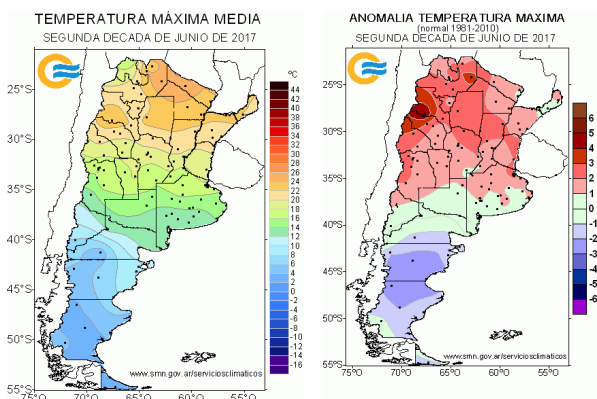 TEMPERATURA MÁXIMA MEDIA
SEGUNDA DECADA DE JUNIO DE 2017
25°S
30°S
35°S
40°S
45°S
50°S
55°S
75°W
70°W
65°W
60°W
55°W
°C
44
42
40
38
36
34
32
30
28
26
24
22
20
18
16
14
12
10
8
6
4
2
0
-2
-4
-6
-8
-10
-12
-14
-16
www.smn.gov.ar/serviciosclimaticos
ANOMALIA TEMPERATURA MAXIMA
(normal 1981-2010)
SEGUNDA DECADA DE JUNIO DE 2017
25°S
30°S
35°S
40°S
45°S
50°S
55°S
75°W
70°W
65°W
60°W
55°W
6
5
4
3
2
1
-1
-2
-3
-4
-5
-6
www.smn.gov.ar/serviciosclimaticos